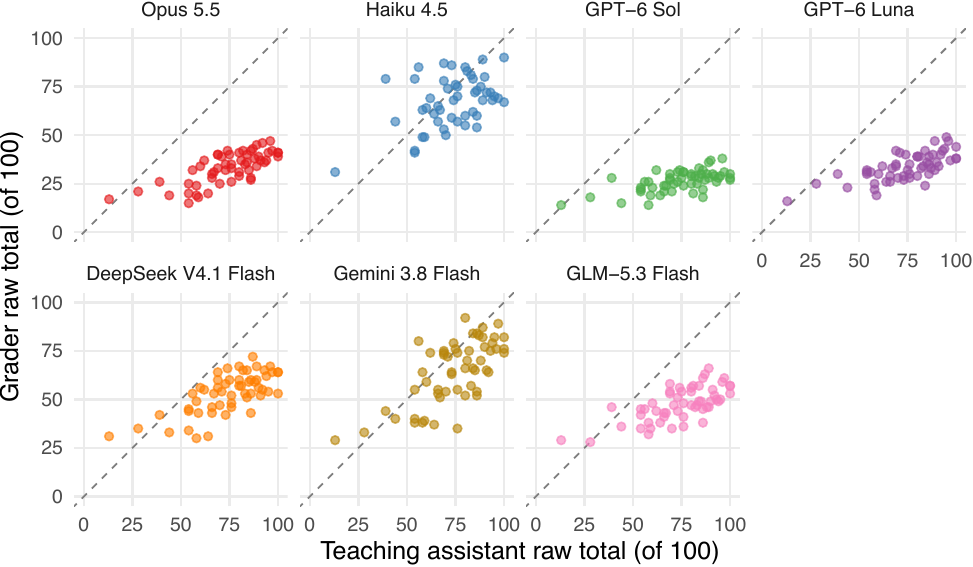 Opus 5.5
Haiku 4.5
GPT−6 Sol
GPT−6 Luna
100
75
50
25
0
0 25 50 75 100
DeepSeek V4.1 Flash
Gemini 3.8 Flash
GLM−5.3 Flash
100
75
50
25
0
0 25 50 75 100
0 25 50 75 100
0 25 50 75 100
Teaching assistant raw total (of 100)
Grader raw total (of 100)